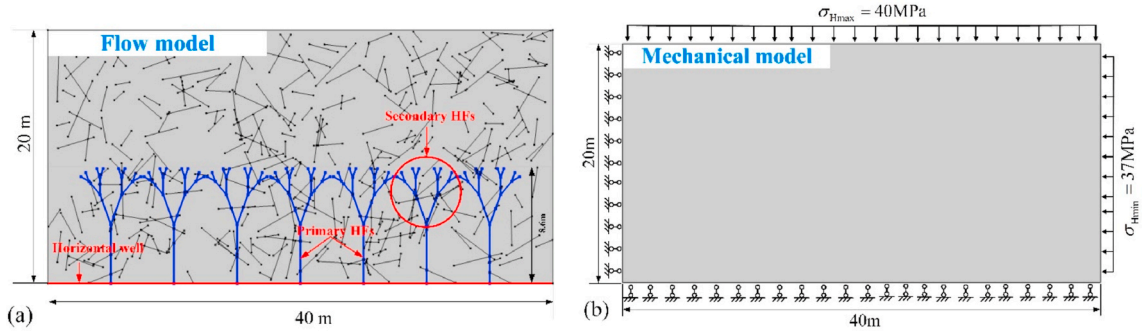 Flow model
20 m
Secondary HFs
Primary HFs
Horizontal well
8.6m
(a)
40 m
σHmax = 40MPa
Mechanical model
20m
σHmin = 37MPa
(b)
40m